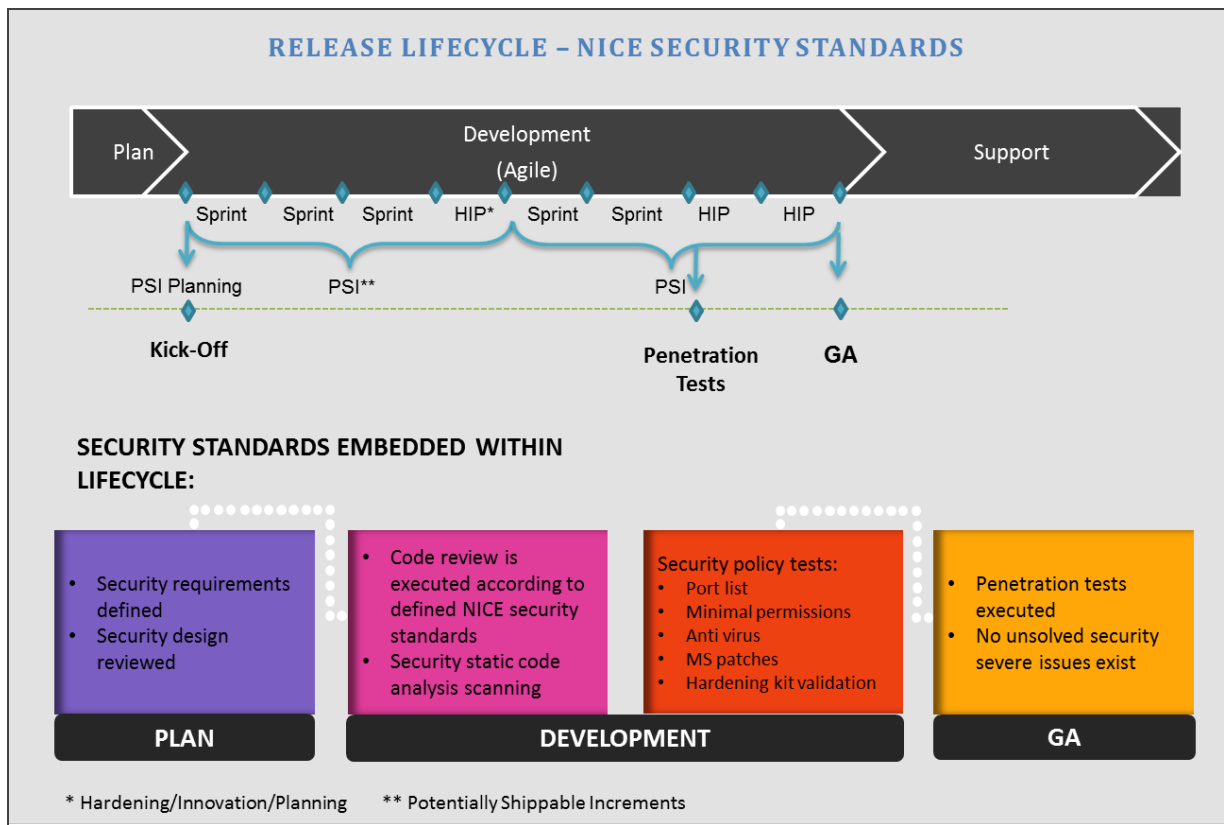 RELEASE LIFECYCLE – NICE SECURITY STANDARDS
Plan
Development
(Agile)
Support
Sprint
Sprint
Sprint
HIP*
Sprint
Sprint
HIP
HIP
PSI Planning
PSI**
PSI
Kick-Off
Penetration
Tests
GA
SECURITY STANDARDS EMBEDDED WITHIN
LIFECYCLE:
• Security requirements
defined
• Security design
reviewed
• Code review is
executed according to
defined NICE security
standards
• Security static code
analysis scanning
Security policy tests:
• Port list
• Minimal permissions
• Anti virus
• MS patches
• Hardening kit validation
• Penetration tests
executed
• No unsolved security
severe issues exist
PLAN
DEVELOPMENT
GA
* Hardening/Innovation/Planning
** Potentially Shippable Increments